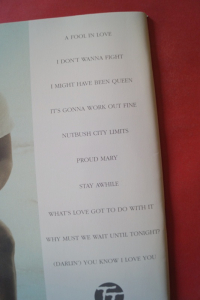 A FOOL IN LOVE
I DON'T WANNA FIGHT
I MIGHT HAVE BEEN QUEEN
IT'S GONNA WORK OUT FINE
NUTBUSH CITY LIMITS
PROUD MARY
STAY AWHILE
WHAT'S LOVE GOT TO DO WITH IT
WHY MUST WE WAIT UNTIL TONIGHT?
(DARLIN') YOU KNOW I LOVE YOU